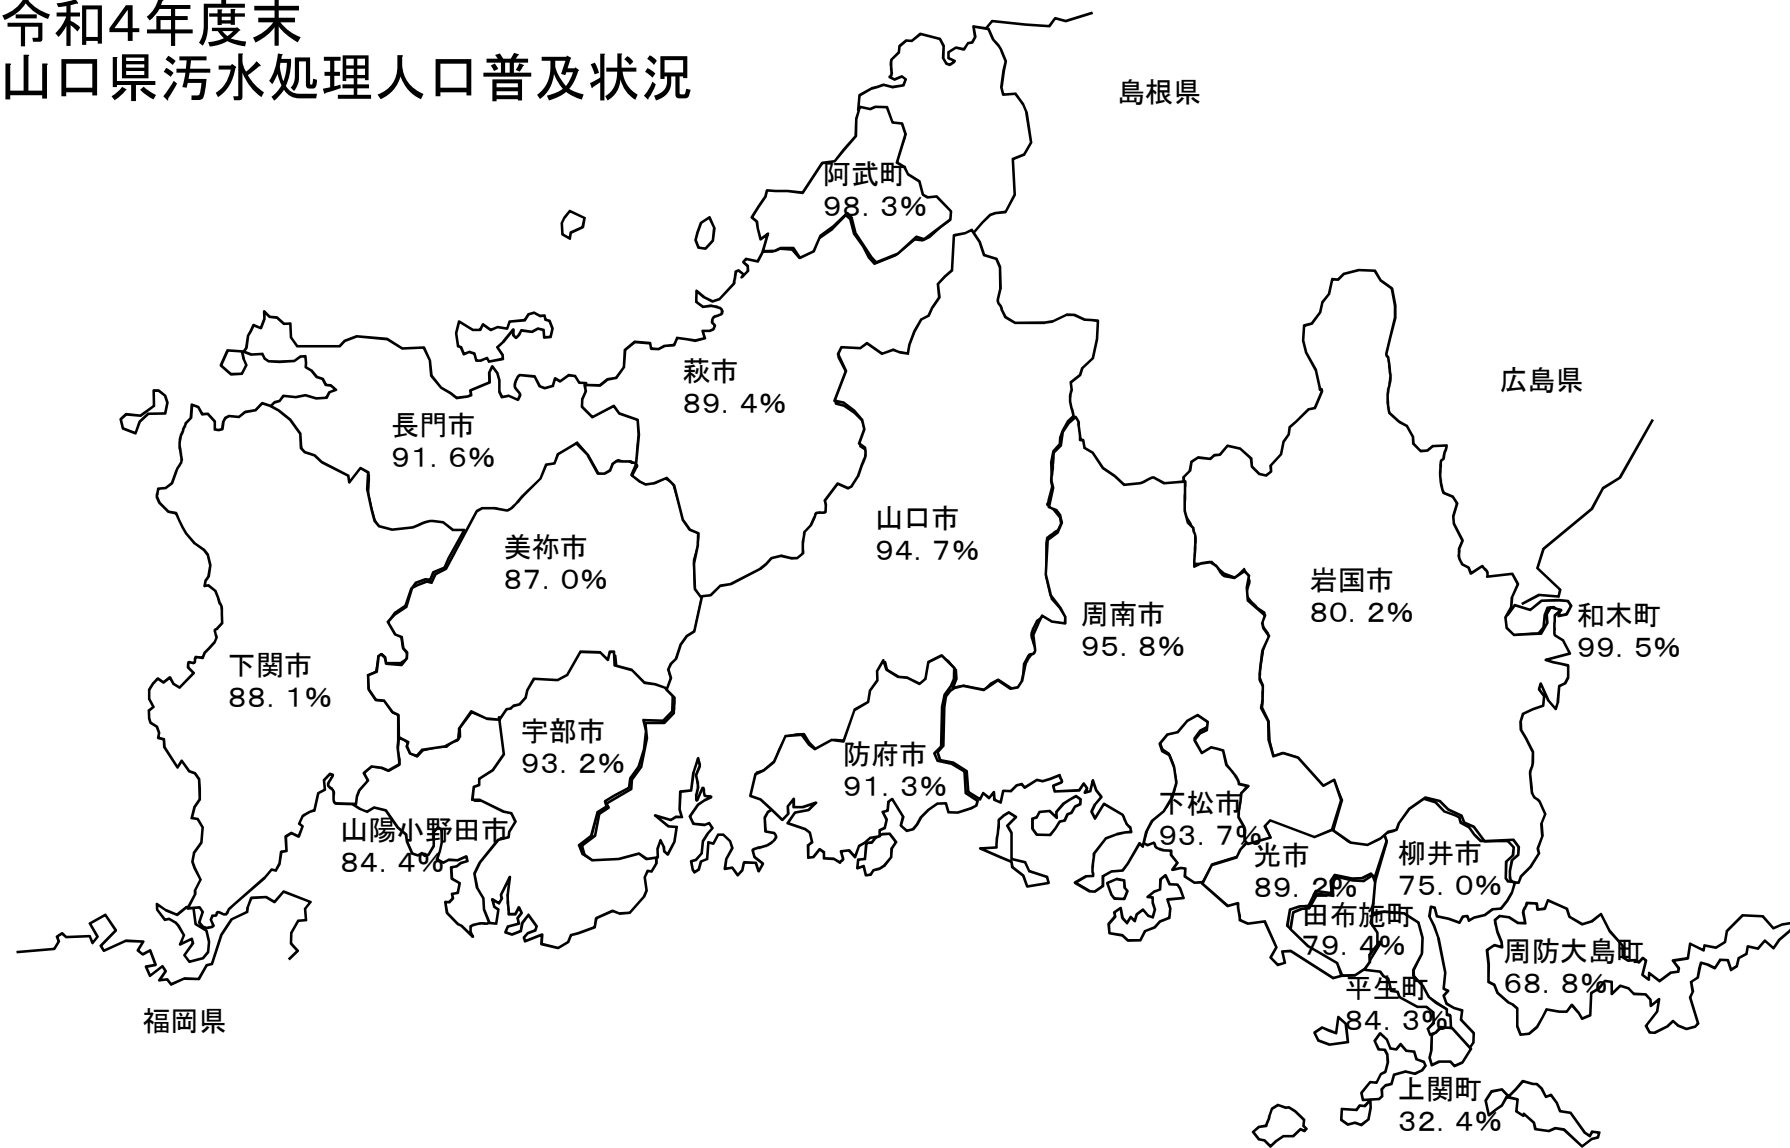 令和４年度末
山口県汚水処理人口普及状況
島根県
阿武町
98．3%
広島県
萩市
89．4%
長門市
91．6%
山口市
94．7%
美祢市
87．0%
岩国市
80．2%
周南市
95．8%
和木町
99．5%
下関市
88．1%
宇部市
93．2%
防府市
91．3%
下松市
93．7%
山陽小野田市
84．4%
光市
89．2%
柳井市
75．0%
田布施町
79．4%
周防大島町
68．8%
平生町
84．3%
福岡県
上関町
32．4%